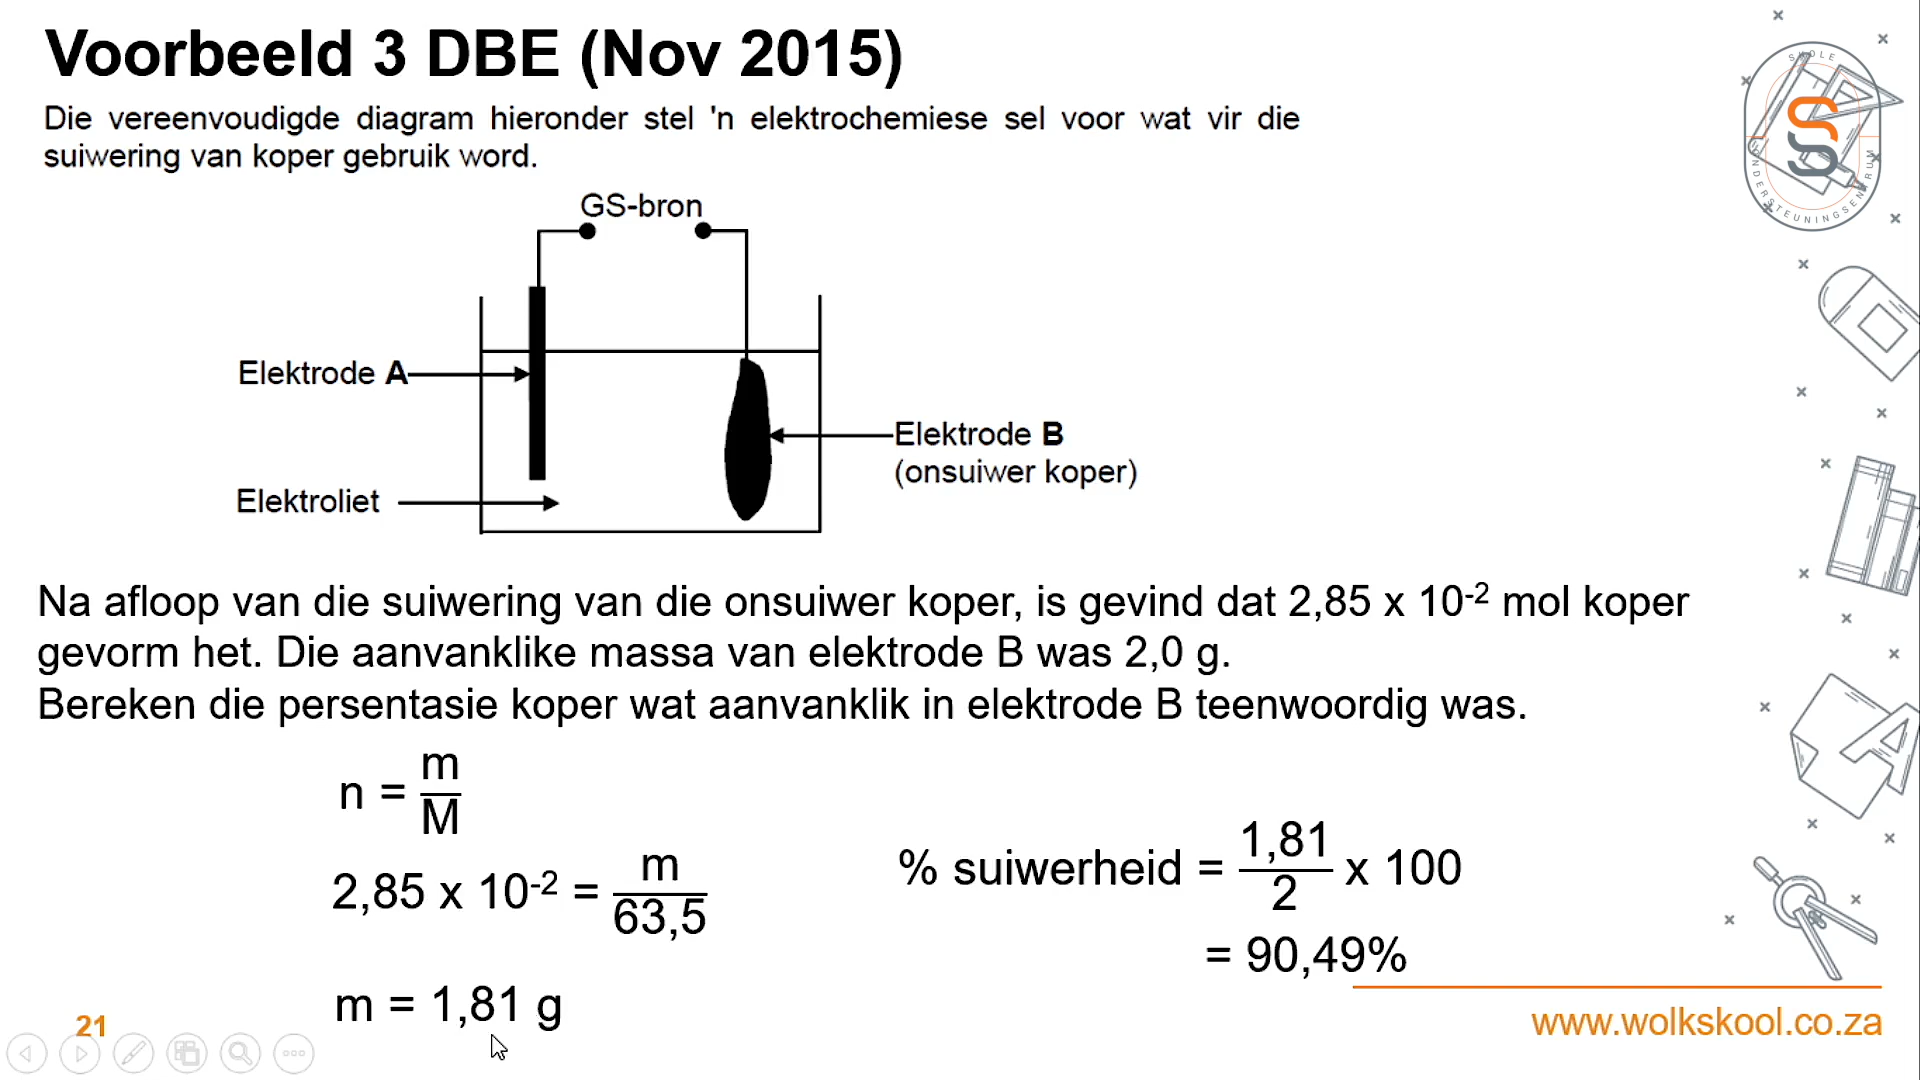 Voorbeeld 3 DBE (Nov 2015)
Die vereenvoudigde diagram hieronder stel 'n elektrochemiese sel voor wat vir die
suiwering van koper gebruik word.
GS-bron
Elektrode A
Elektrode B
(onsuiwer koper)
Elektroliet
Na afloop van die suiwering van die onsuiwer koper, is gevind dat 2,85 x 10⁻² mol koper
gevorm het. Die aanvanklike massa van elektrode B was 2,0 g.
Bereken die persentasie koper wat aanvanklik in elektrode B teenwoordig was.
n = m/M
2,85 x 10⁻² = m/63,5
m = 1,81 g
% suiwerheid = 1,81/2 x 100
= 90,49%
21
www.wolkskool.co.za
SKOLE
ONDERSTEUNINGSENTRUM